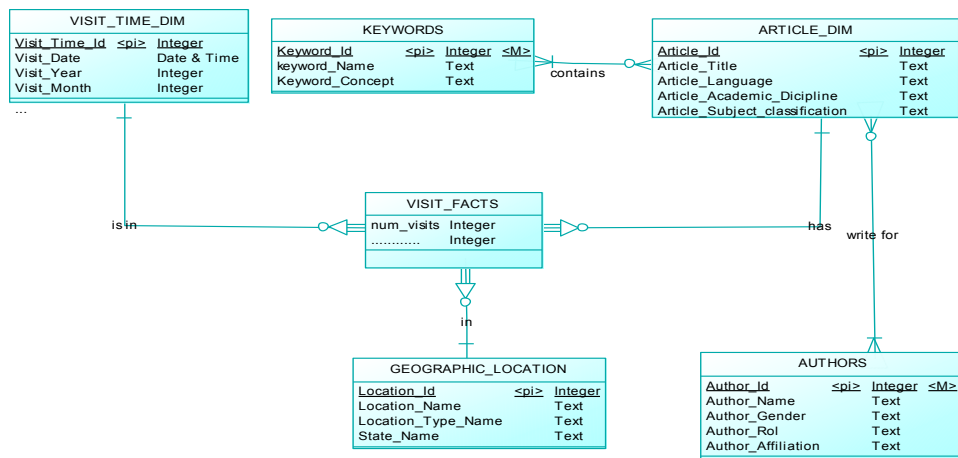 VISIT_TIME_DIM
Visit_Time_Id <pi> Integer
Visit_Date Date & Time
Visit_Year Integer
Visit_Month Integer
...
KEYWORDS
Keyword_Id <pi> Integer <M>
keyword_Name Text
Keyword_Concept Text
contains
ARTICLE_DIM
Article_Id <pi> Integer
Article_Title Text
Article_Language Text
Article_Academic_Dicipline Text
Article_Subject_classification Text
is in
VISIT_FACTS
num_visits Integer
............ Integer
has
write for
in
GEOGRAPHIC_LOCATION
Location_Id <pi> Integer
Location_Name Text
Location_Type_Name Text
State_Name Text
AUTHORS
Author_Id <pi> Integer <M>
Author_Name Text
Author_Gender Text
Author_Rol Text
Author_Affiliation Text